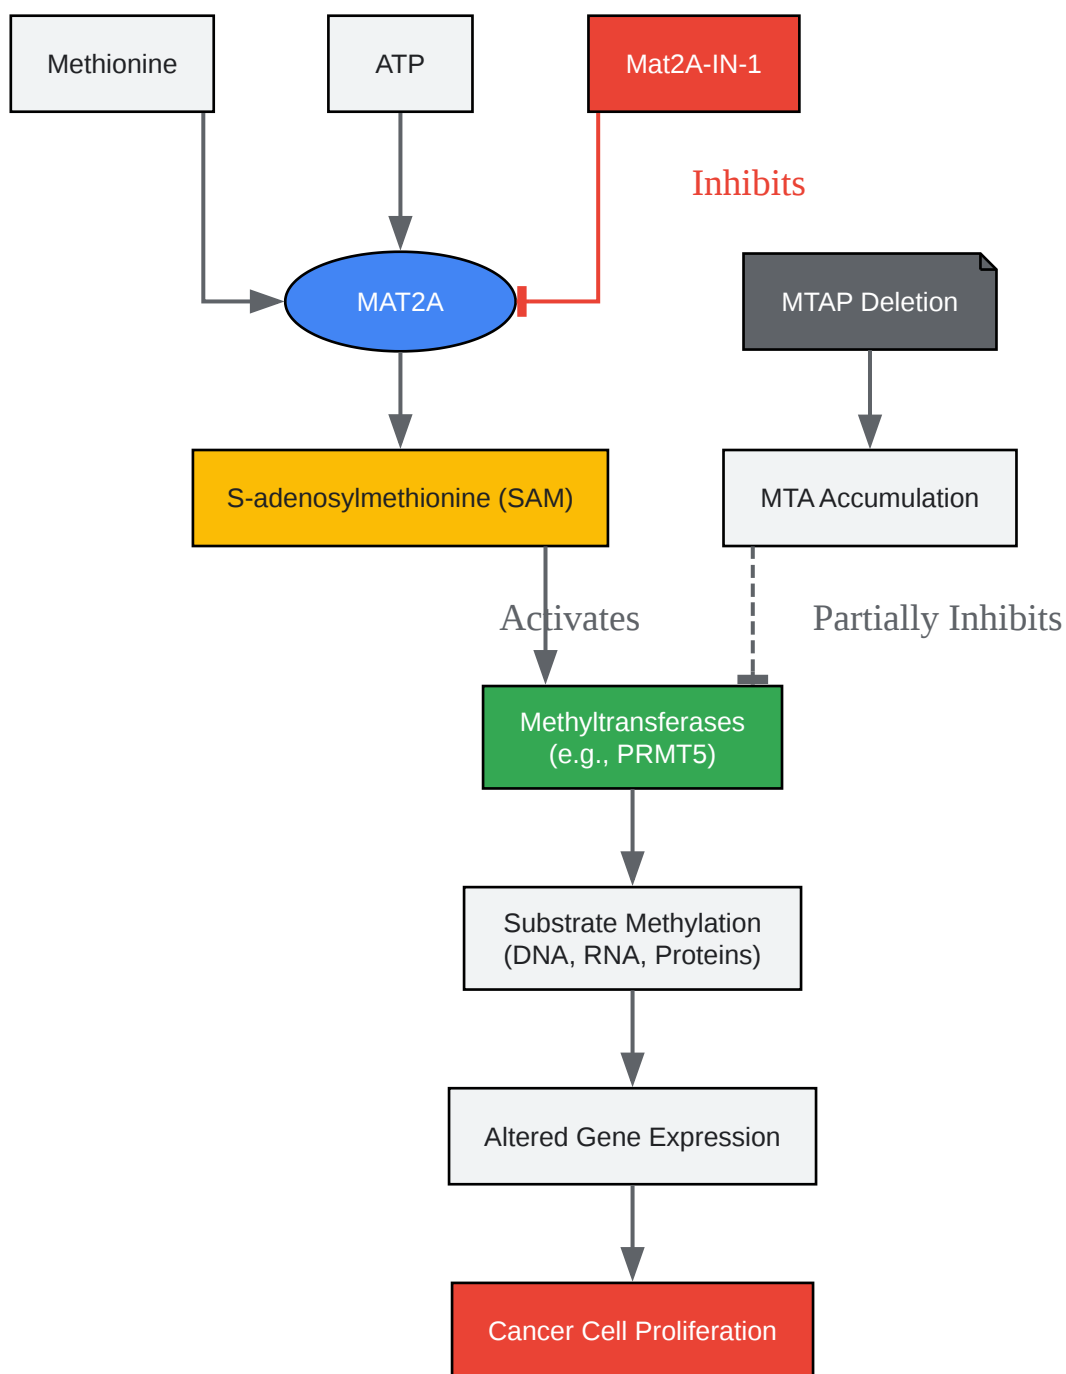 Methionine
ATP
Mat2A-IN-1
Inhibits
MAT2A
MTAP Deletion
S-adenosylmethionine (SAM)
MTA Accumulation
Activates
Partially Inhibits
Methyltransferases
(e.g., PRMT5)
Substrate Methylation
(DNA, RNA, Proteins)
Altered Gene Expression
Cancer Cell Proliferation